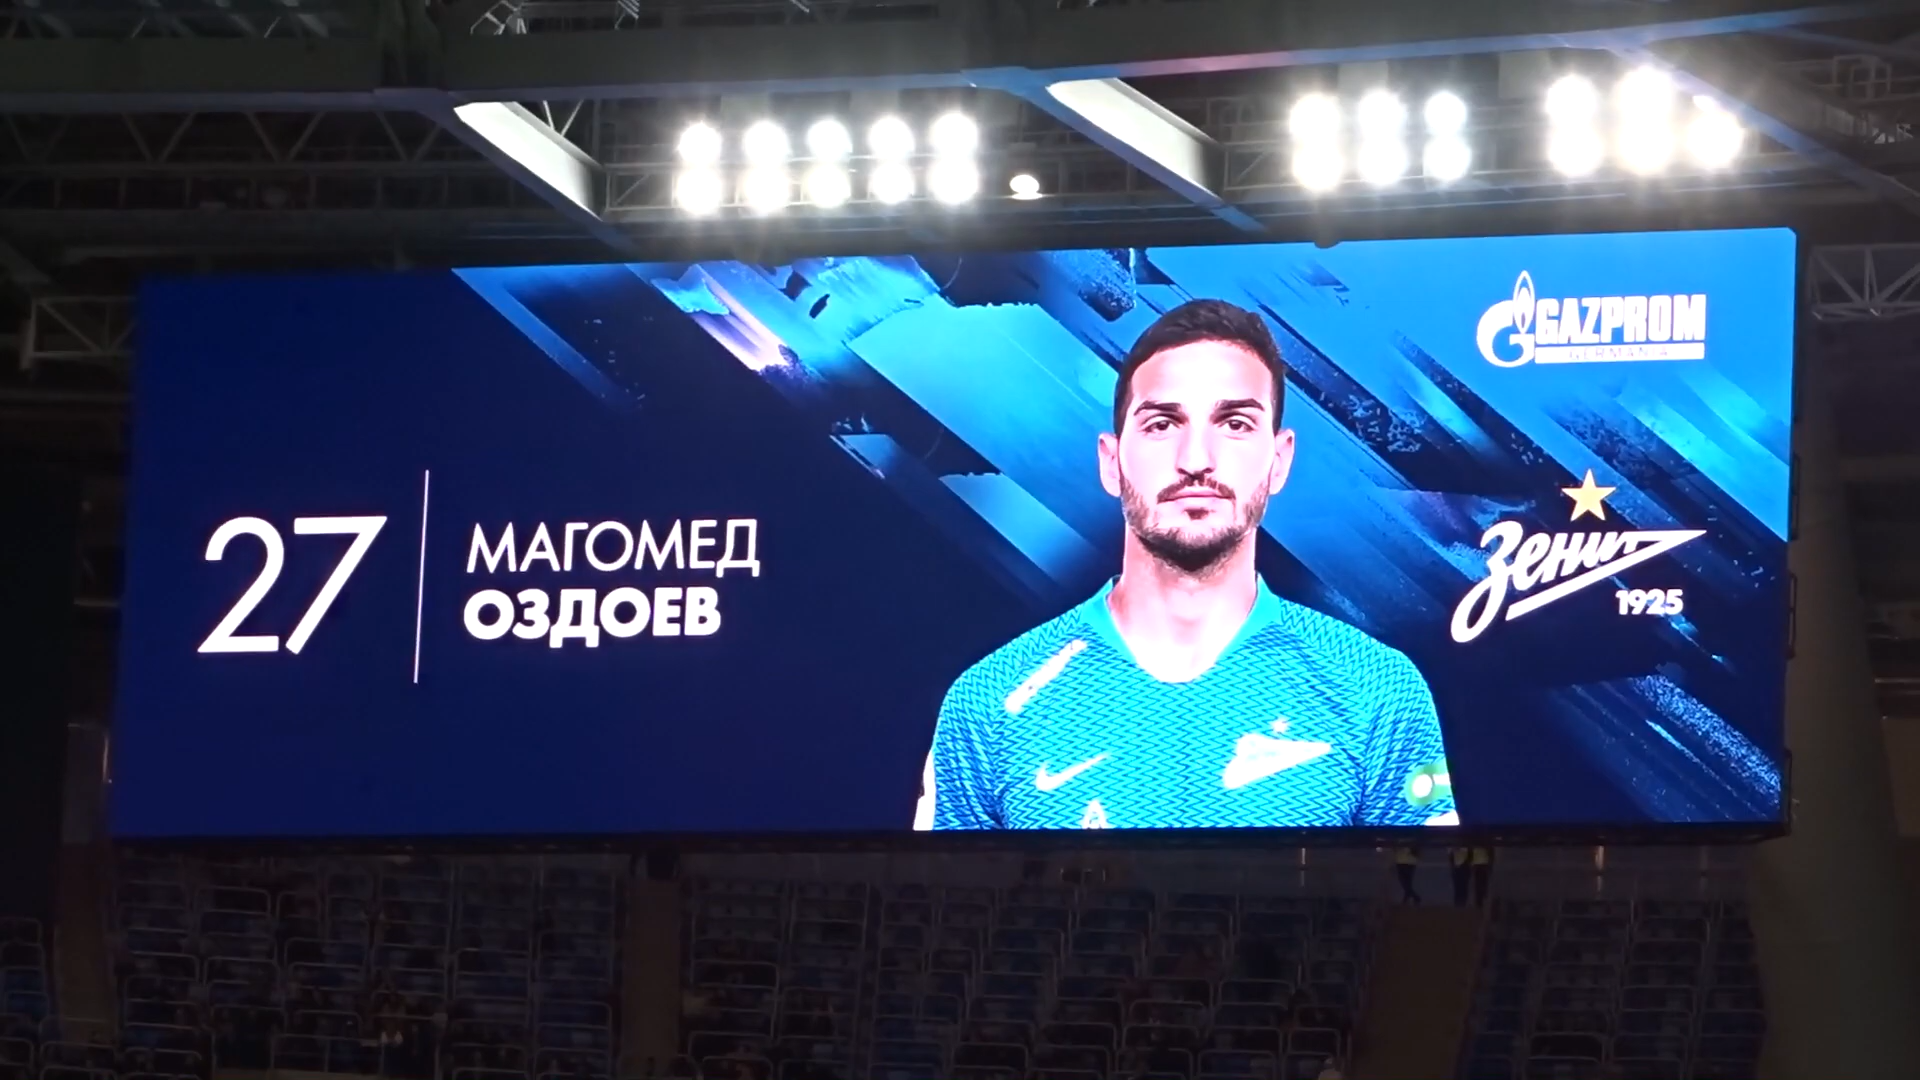 27
МАГОМЕД
ОЗДОЕВ
GAZPROM
GERMANIA
Зенит
1925